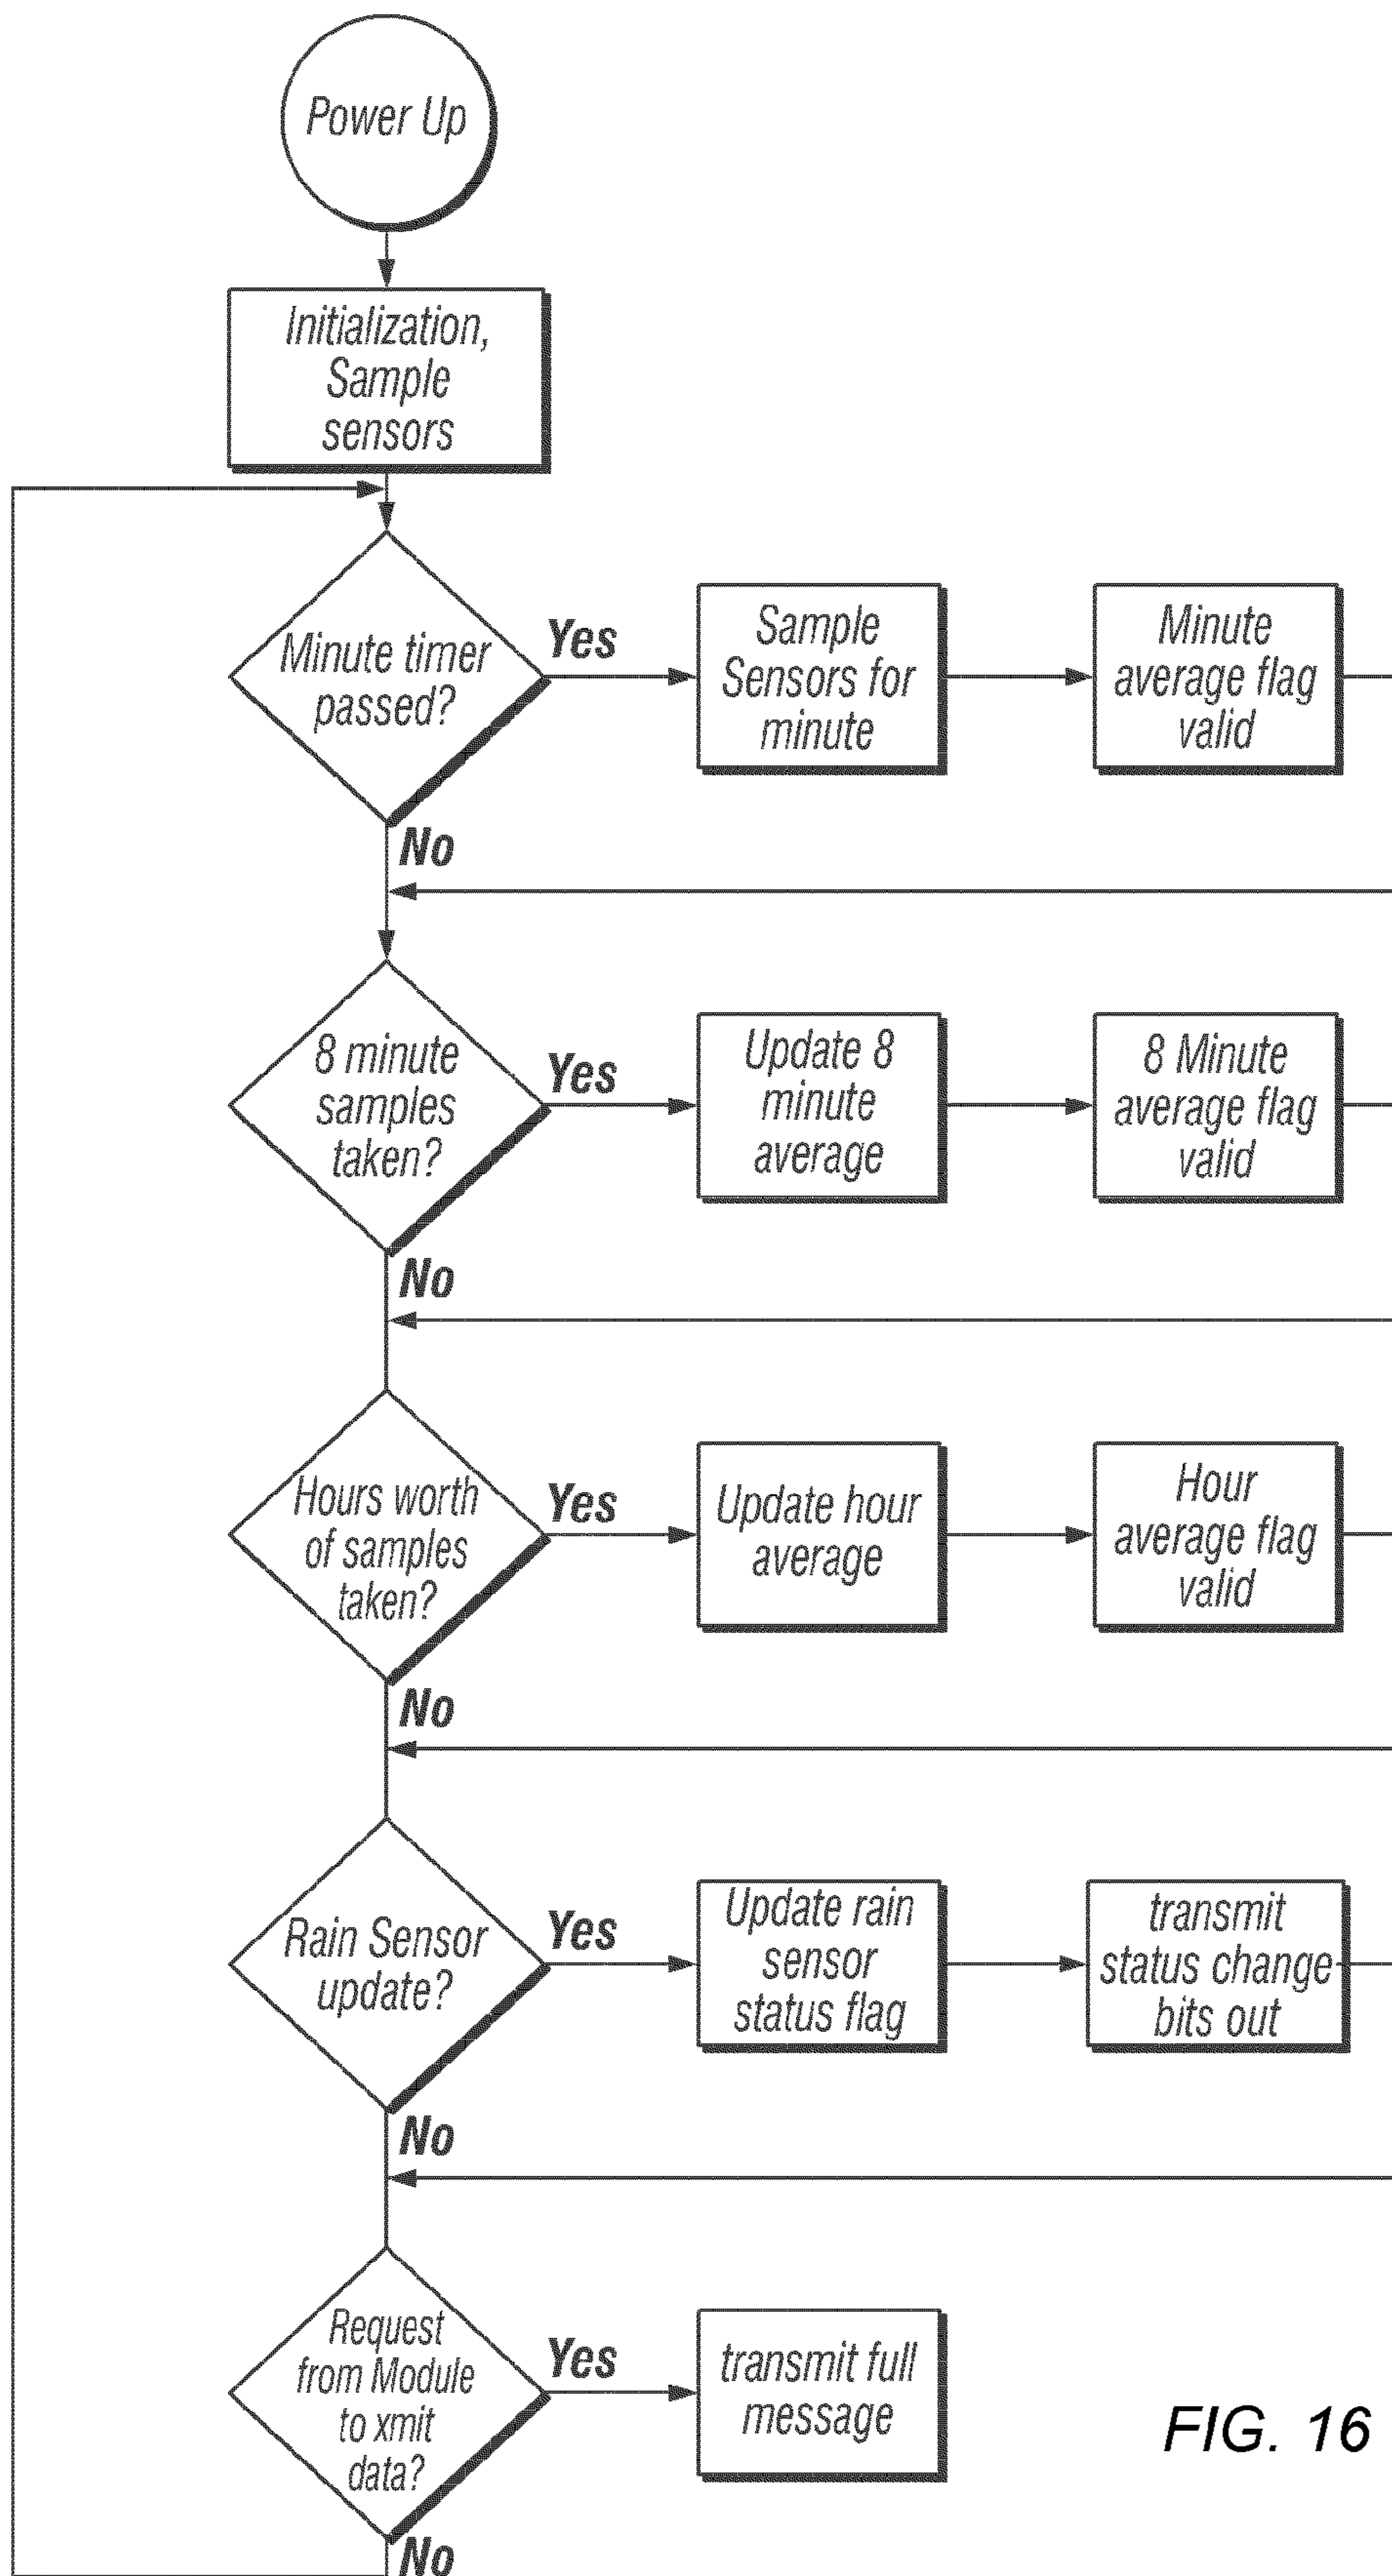 Power Up
Initialization,
Sample
sensors
Minute timer
passed?
Yes
Sample
Sensors for
minute
Minute
average flag
valid
No
8 minute
samples
taken?
Yes
Update 8
minute
average
8 Minute
average flag
valid
No
Hours worth
of samples
taken?
Yes
Update hour
average
Hour
average flag
valid
No
Rain Sensor
update?
Yes
Update rain
sensor
status flag
transmit
status change
bits out
No
Request
from Module
to xmit
data?
Yes
transmit full
message
No
FIG. 16